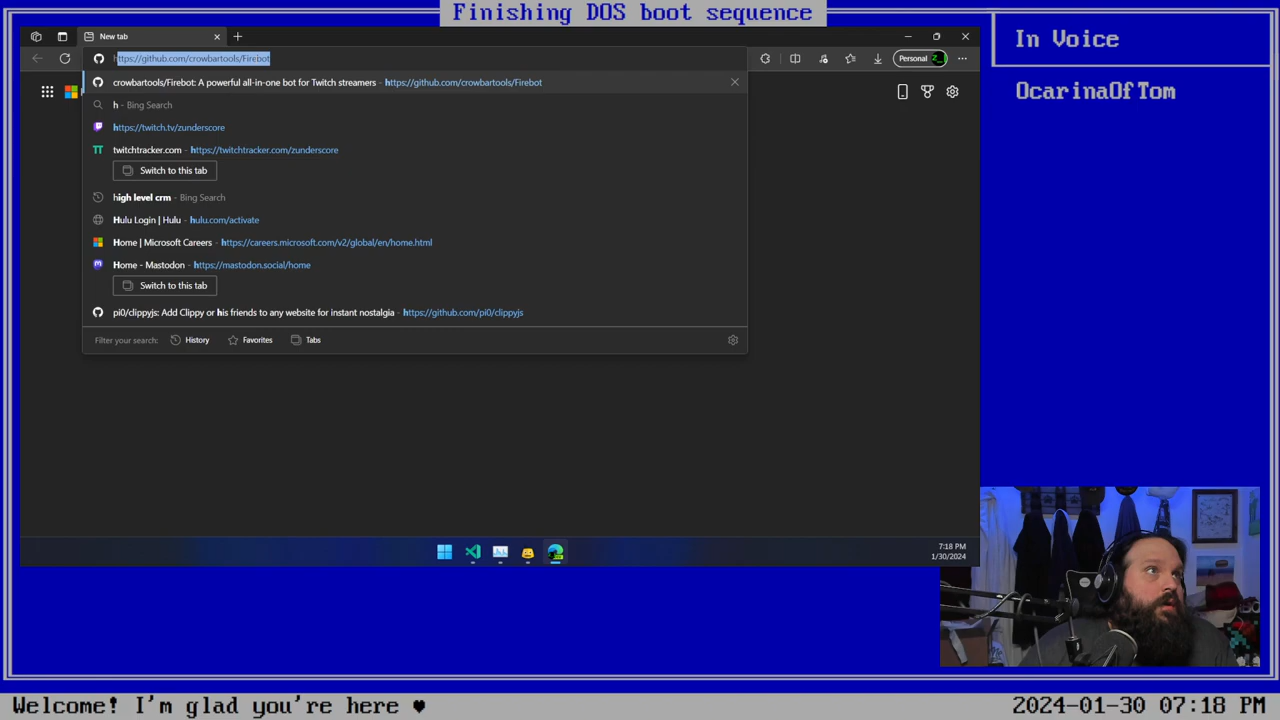 Finishing DOS boot sequence
New tab
https://github.com/crowbartools/Firebot
Personal
crowbartools/Firebot: A powerful all-in-one bot for Twitch streamers - https://github.com/crowbartools/Firebot
h - Bing Search
https://twitch.tv/zunderscore
twitchtracker.com - https://twitchtracker.com/zunderscore
Switch to this tab
high level crm - Bing Search
Hulu Login | Hulu - hulu.com/activate
Home | Microsoft Careers - https://careers.microsoft.com/v2/global/en/home.html
Home - Mastodon - https://mastodon.social/home
Switch to this tab
pi0/clippyjs: Add Clippy or his friends to any website for instant nostalgia - https://github.com/pi0/clippyjs
Filter your search: History Favorites Tabs
7:18 PM
1/30/2024
In Voice
OcarinaOfTom
Welcome! I'm glad you're here ♥
2024-01-30 07:18 PM